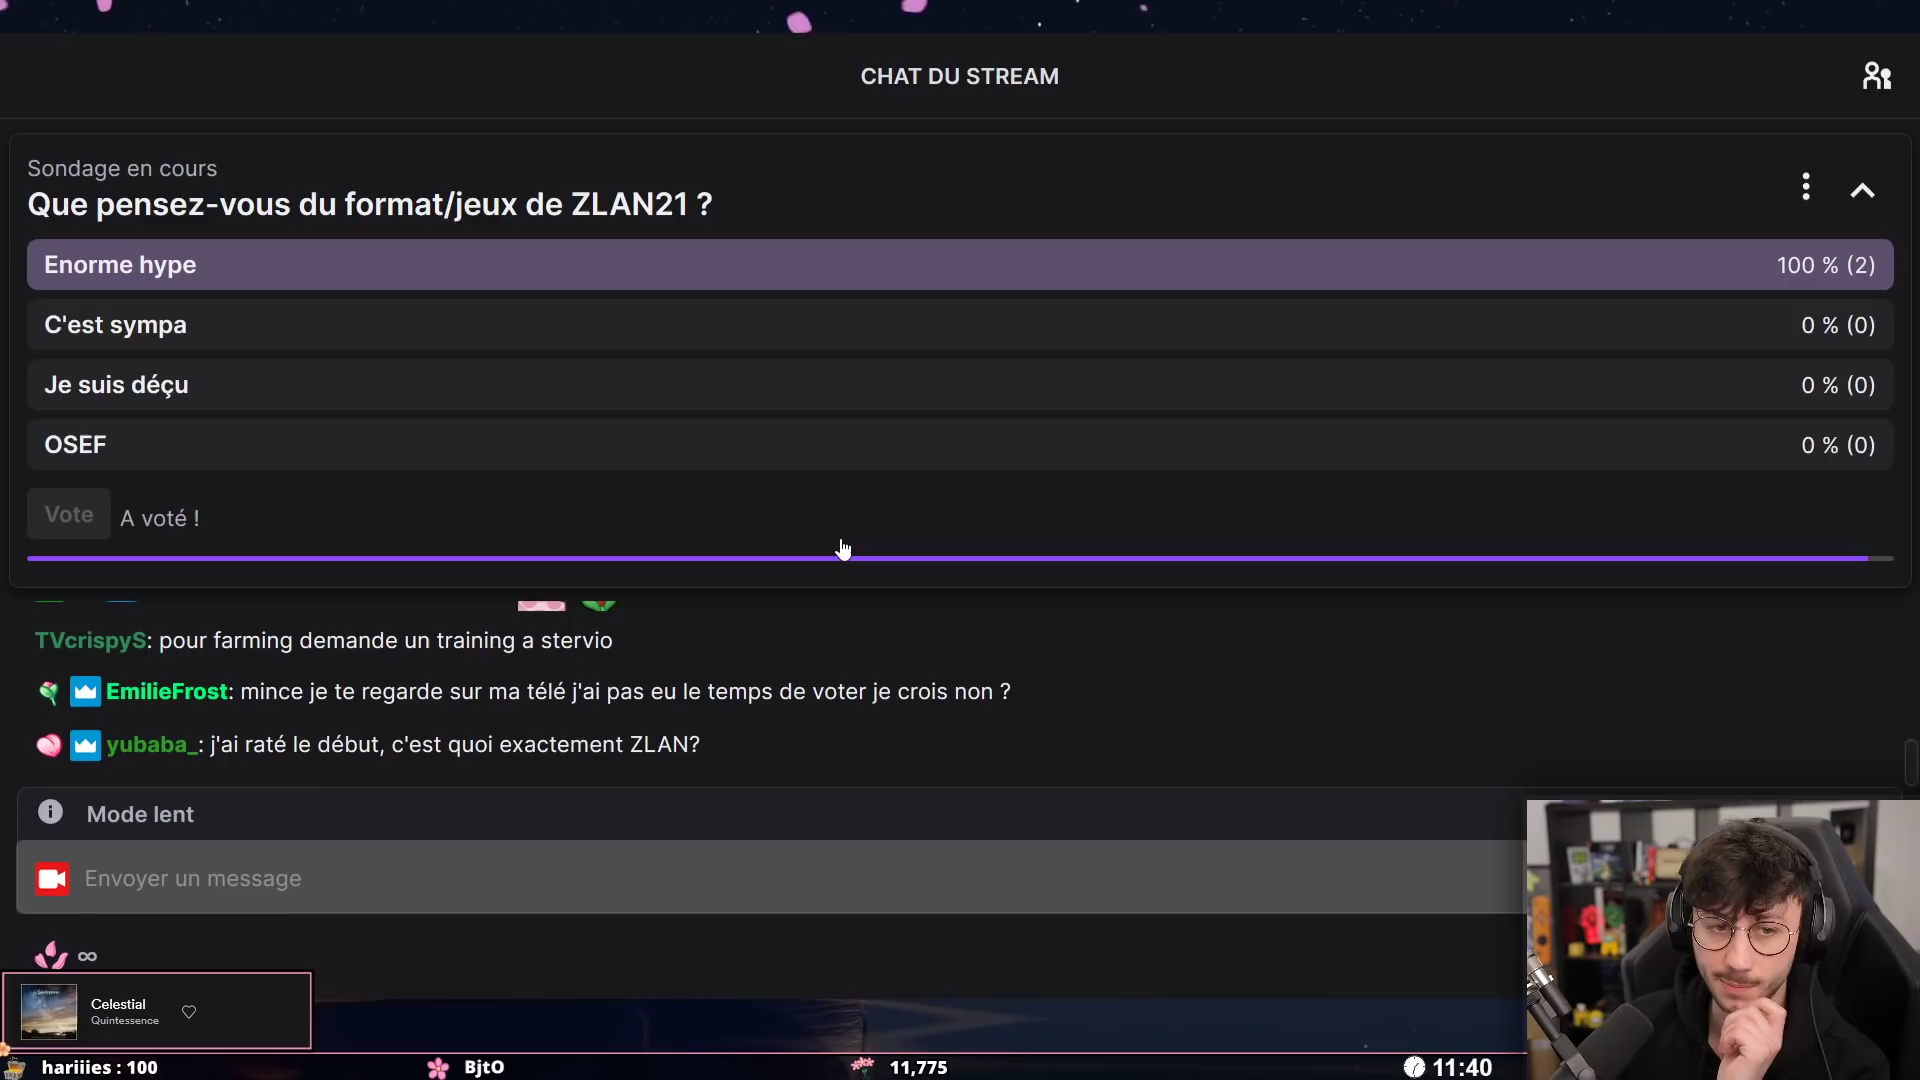 CHAT DU STREAM
Sondage en cours
Que pensez-vous du format/jeux de ZLAN21 ?
Enorme hype 100 % (2)
C'est sympa 0 % (0)
Je suis déçu 0 % (0)
OSEF 0 % (0)
Vote A voté !
TVcrispyS: pour farming demande un training a stervio
EmilieFrost: mince je te regarde sur ma télé j'ai pas eu le temps de voter je crois non ?
yubaba_: j'ai raté le début, c'est quoi exactement ZLAN?
Mode lent
Envoyer un message
∞
Celestial
Quintessence
hariiies : 100 BjtO 11,775 11:40